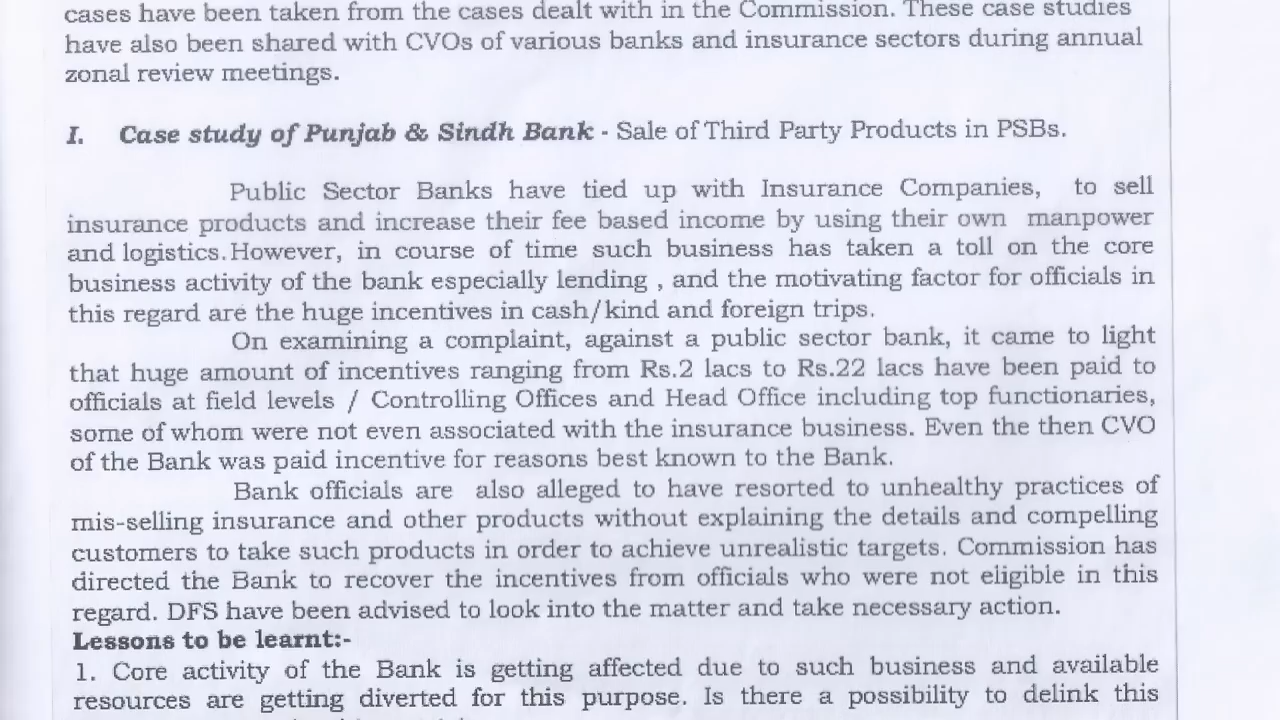 cases have been taken from the cases dealt with in the Commission. These case studies
have also been shared with CVOs of various banks and insurance sectors during annual
zonal review meetings.
I. Case study of Punjab & Sindh Bank - Sale of Third Party Products in PSBs.
Public Sector Banks have tied up with Insurance Companies, to sell
insurance products and increase their fee based income by using their own manpower
and logistics. However, in course of time such business has taken a toll on the core
business activity of the bank especially lending , and the motivating factor for officials in
this regard are the huge incentives in cash/kind and foreign trips.
On examining a complaint, against a public sector bank, it came to light
that huge amount of incentives ranging from Rs.2 lacs to Rs.22 lacs have been paid to
officials at field levels / Controlling Offices and Head Office including top functionaries,
some of whom were not even associated with the insurance business. Even the then CVO
of the Bank was paid incentive for reasons best known to the Bank.
Bank officials are also alleged to have resorted to unhealthy practices of
mis-selling insurance and other products without explaining the details and compelling
customers to take such products in order to achieve unrealistic targets. Commission has
directed the Bank to recover the incentives from officials who were not eligible in this
regard. DFS have been advised to look into the matter and take necessary action.
Lessons to be learnt:-
1. Core activity of the Bank is getting affected due to such business and available
resources are getting diverted for this purpose. Is there a possibility to delink this